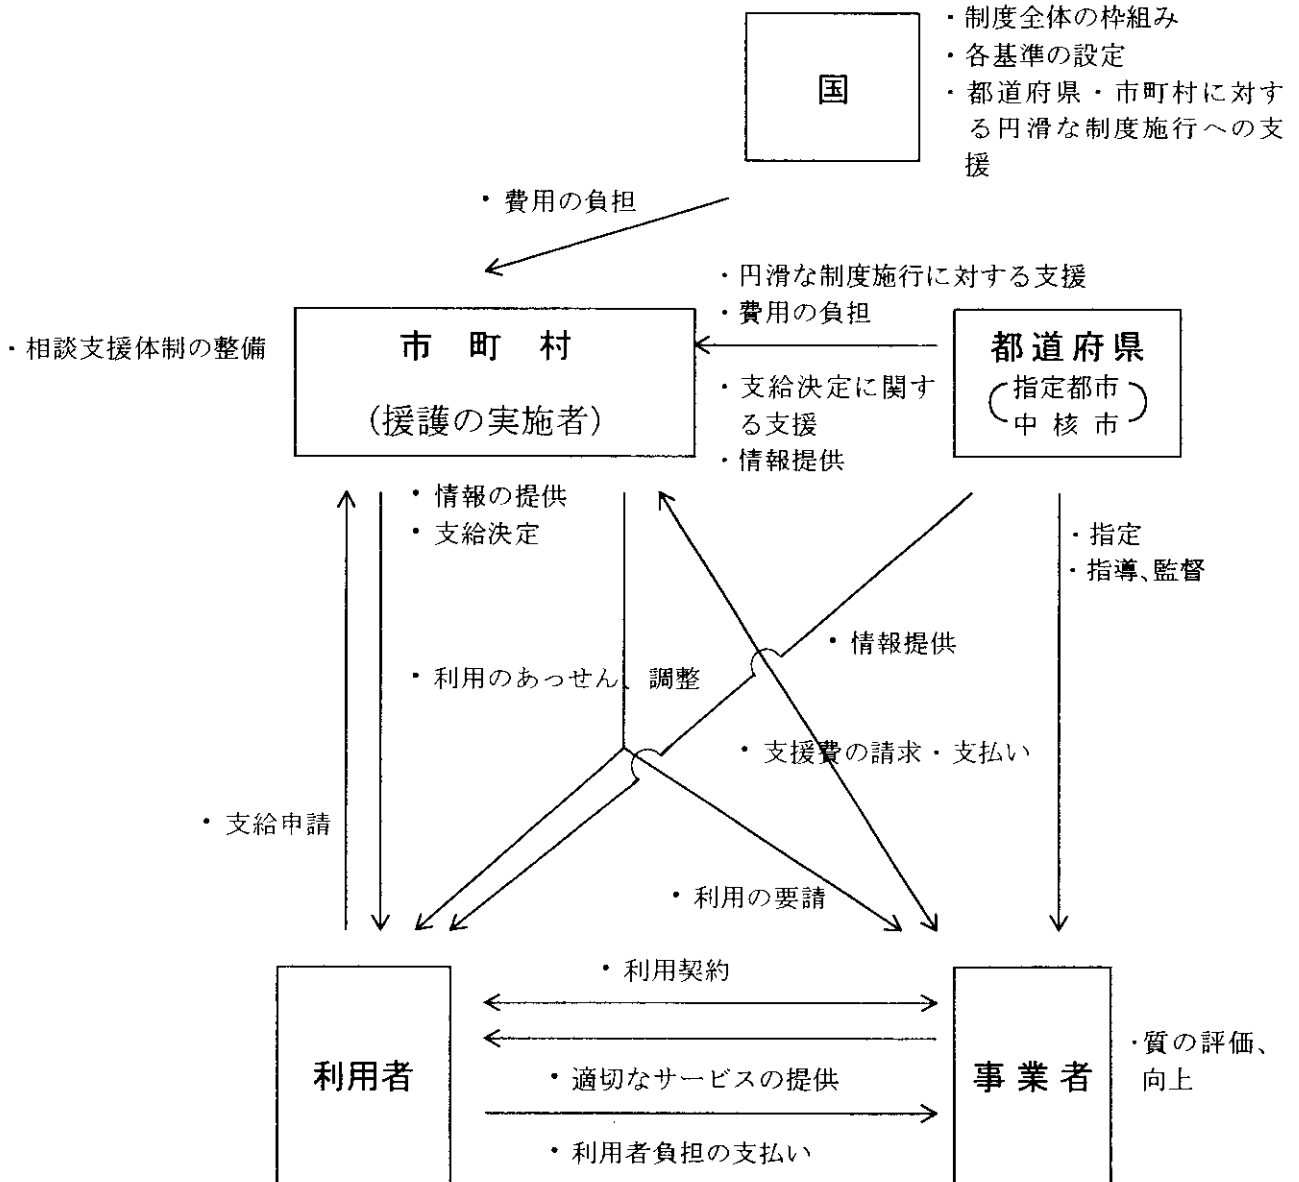 国
・制度全体の枠組み
・各基準の設定
・都道府県・市町村に対す
る円滑な制度施行への支
援
・費用の負担
・円滑な制度施行に対する支援
・費用の負担
・相談支援体制の整備
市町村
(援護の実施者)
都道府県
(指定都市
中核市)
・支給決定に関す
る支援
・情報提供
・情報の提供
・支給決定
・指定
・指導、監督
・情報提供
・利用のあっせん、調整
・支援費の請求・支払い
・支給申請
・利用の要請
・利用契約
利用者
事業者
・質の評価、
向上
・適切なサービスの提供
・利用者負担の支払い